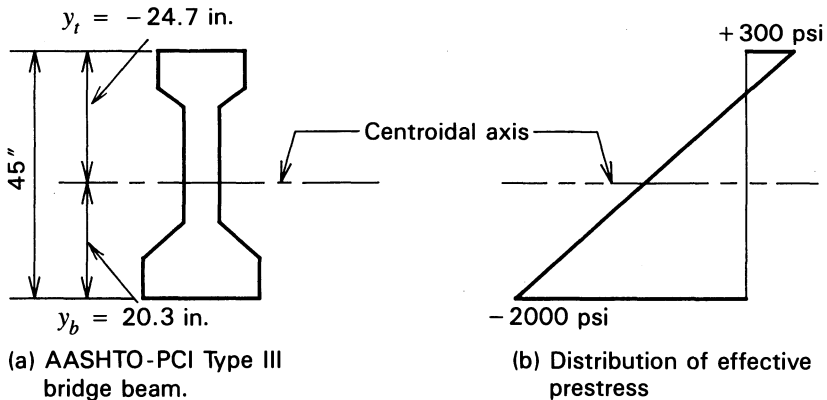 y_t = −24.7 in.
+300 psi
Centroidal axis
45"
y_b = 20.3 in.
−2000 psi
(a) AASHTO-PCI Type III
bridge beam.
(b) Distribution of effective
prestress